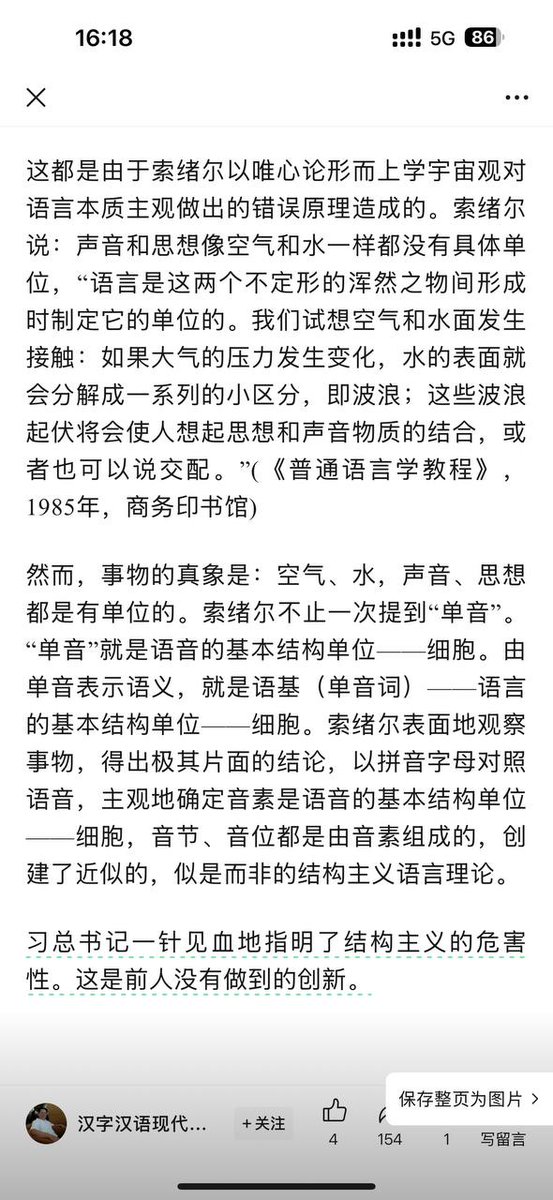 16:18
5G 86
这都是由于索绪尔以唯心论形而上学宇宙观对
语言本质主观做出的错误原理造成的。索绪尔
说：声音和思想像空气和水一样都没有具体单
位，“语言是这两个不定形的浑然之物间形成
时制定它的单位的。我们试想空气和水面发生
接触：如果大气的压力发生变化，水的表面就
会分解成一系列的小区分，即波浪；这些波浪
起伏将会使人想起思想和声音物质的结合，或
者也可以说交配。”(《普通语言学教程》，
1985年，商务印书馆)
然而，事物的真象是：空气、水，声音、思想
都是有单位的。索绪尔不止一次提到“单音”。
“单音”就是语音的基本结构单位——细胞。由
单音表示语义，就是语基（单音词）——语言
的基本结构单位——细胞。索绪尔表面地观察
事物，得出极其片面的结论，以拼音字母对照
语音，主观地确定音素是语音的基本结构单位
——细胞，音节、音位都是由音素组成的，创
建了近似的，似是而非的结构主义语言理论。
习总书记一针见血地指明了结构主义的危害
性。这是前人没有做到的创新。
保存整页为图片
汉字汉语现代... +关注
4 154 1 写留言